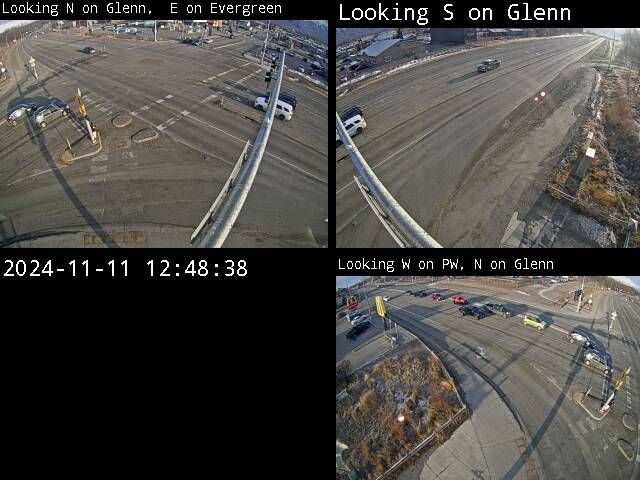 Looking N on Glenn, E on Evergreen
Looking S on Glenn
2024-11-11 12:48:38
Looking W on PW, N on Glenn